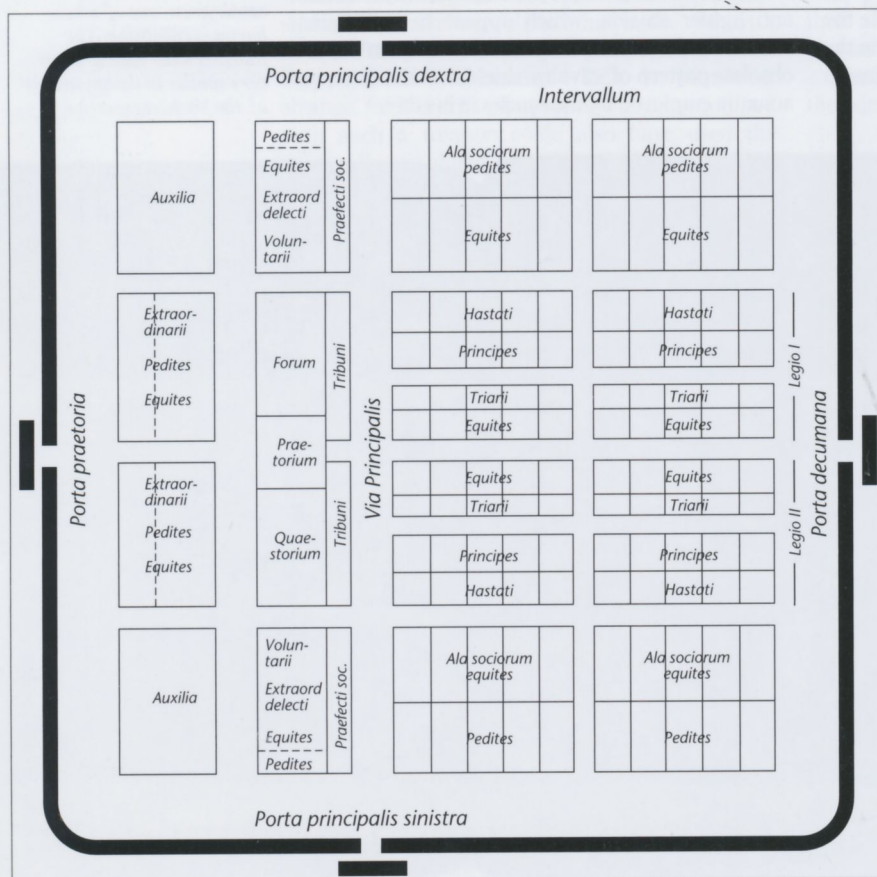 Porta principalis dextra
Intervallum
Auxilia
Pedites
Equites
Extraord
delecti
Volun-
tarii
Praefecti soc.
Ala sociorum
pedites
Equites
Ala sociorum
pedites
Equites
Porta praetoria
Extraor-
dinarii
Pedites
Equites
Forum
Tribuni
Prae-
torium
Via Principalis
Hastati
Principes
Triarii
Equites
Hastati
Principes
Triarii
Equites
Legio I
Porta decumana
Extraor-
dinarii
Pedites
Equites
Quae-
storium
Tribuni
Equites
Triarii
Principes
Hastati
Equites
Triarii
Principes
Hastati
Legio II
Auxilia
Volun-
tarii
Extraord
delecti
Equites
Pedites
Praefecti soc.
Ala sociorum
equites
Pedites
Ala sociorum
equites
Pedites
Porta principalis sinistra